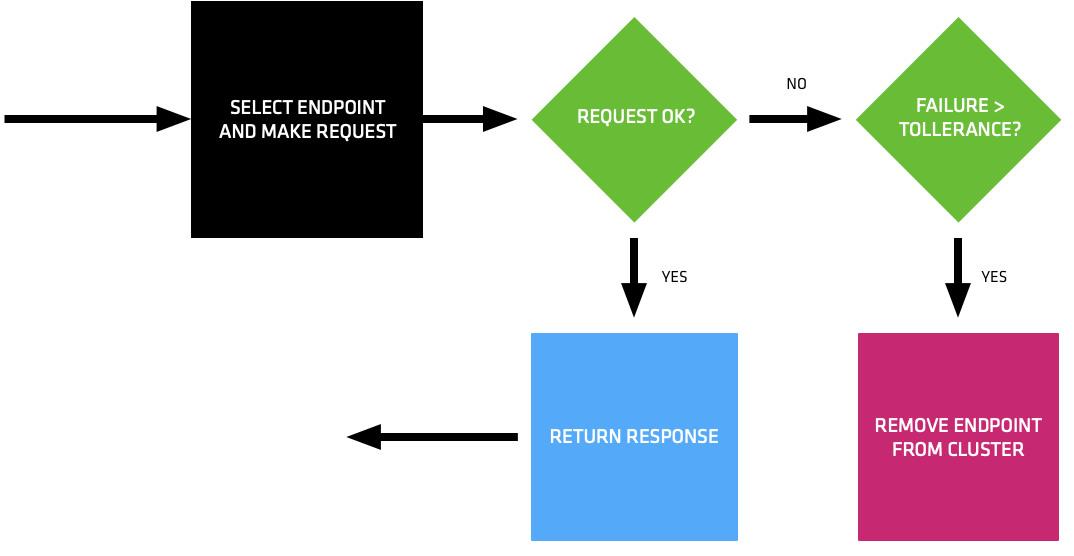 SELECT ENDPOINT
AND MAKE REQUEST
REQUEST OK?
NO
FAILURE >
TOLLERANCE?
YES
YES
RETURN RESPONSE
REMOVE ENDPOINT
FROM CLUSTER